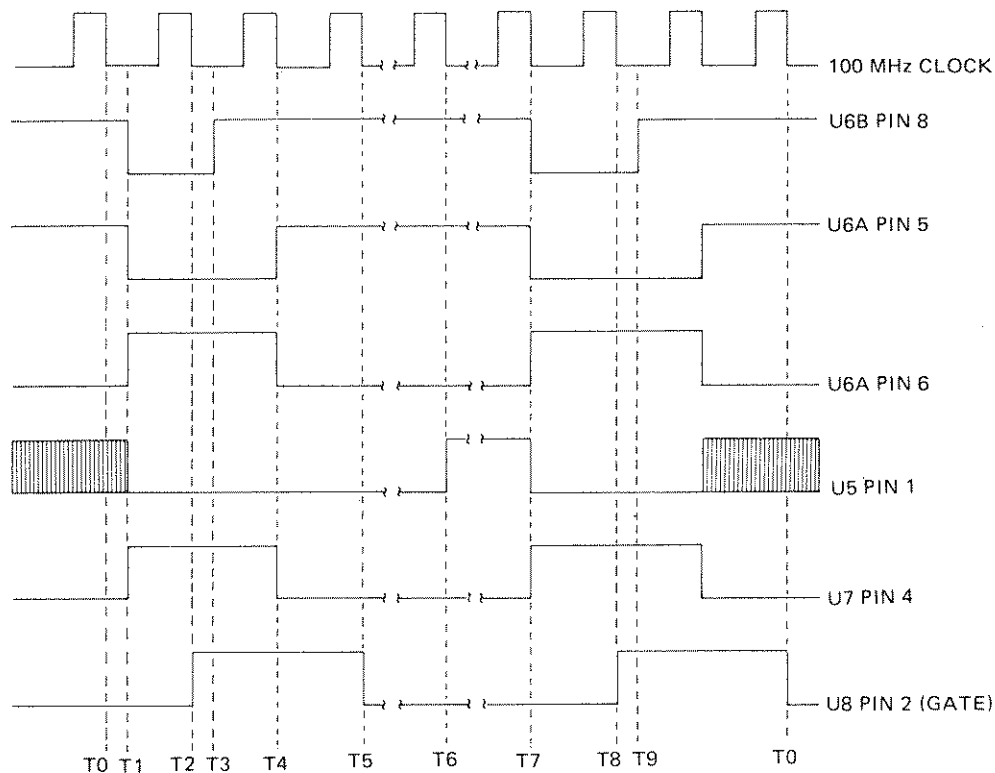 100 MHz CLOCK
U6B PIN 8
U6A PIN 5
U6A PIN 6
U5 PIN 1
U7 PIN 4
U8 PIN 2 (GATE)
T0 T1 T2 T3 T4 T5 T6 T7 T8 T9 T0